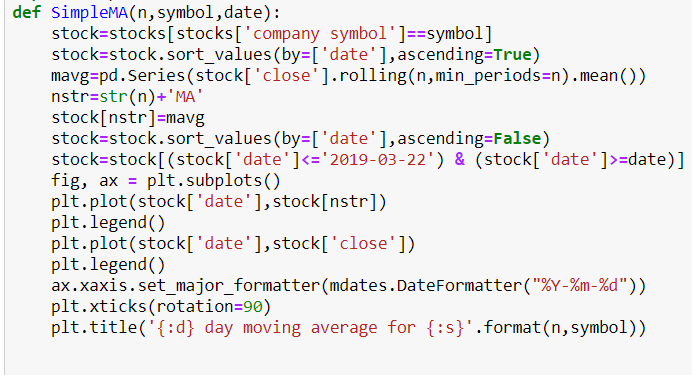 def SimpleMA(n,symbol,date):
    stock=stocks[stocks['company symbol']==symbol]
    stock=stock.sort_values(by=['date'],ascending=True)
    mavg=pd.Series(stock['close'].rolling(n,min_periods=n).mean())
    nstr=str(n)+'MA'
    stock[nstr]=mavg
    stock=stock.sort_values(by=['date'],ascending=False)
    stock=stock[(stock['date']<='2019-03-22') & (stock['date']>=date)]
    fig, ax = plt.subplots()
    plt.plot(stock['date'],stock[nstr])
    plt.legend()
    plt.plot(stock['date'],stock['close'])
    plt.legend()
    ax.xaxis.set_major_formatter(mdates.DateFormatter("%Y-%m-%d"))
    plt.xticks(rotation=90)
    plt.title('{:d} day moving average for {:s}'.format(n,symbol))